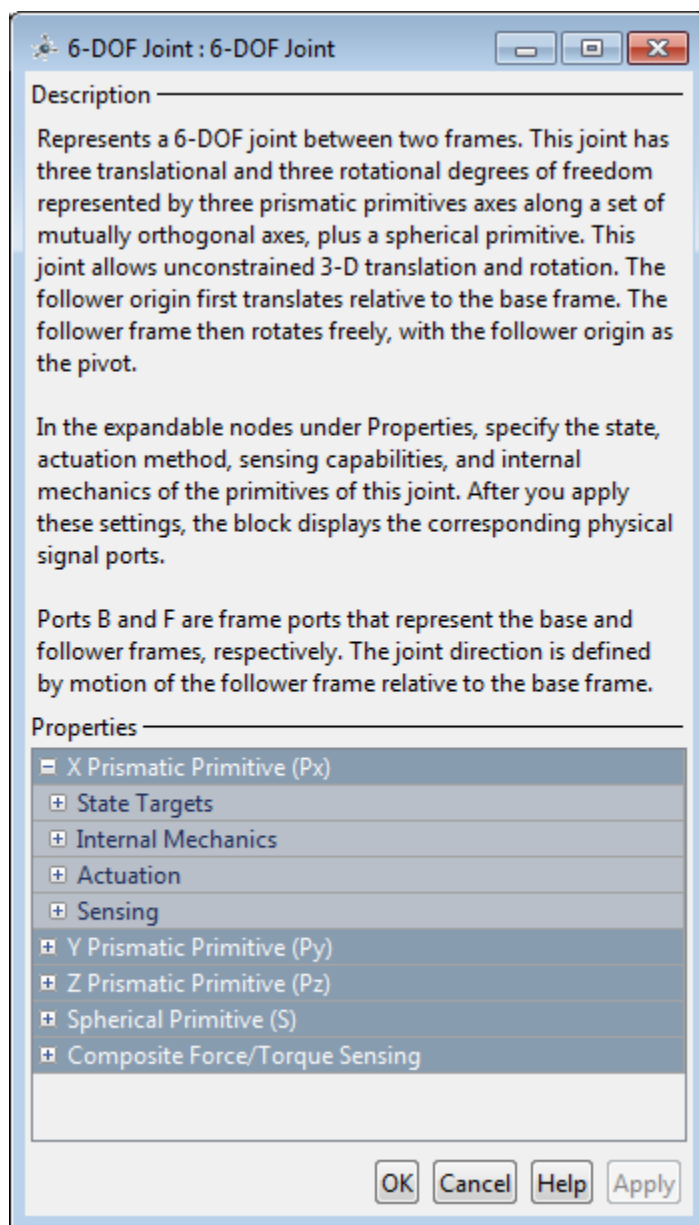 6-DOF Joint : 6-DOF Joint
Description
Represents a 6-DOF joint between two frames. This joint has
three translational and three rotational degrees of freedom
represented by three prismatic primitives axes along a set of
mutually orthogonal axes, plus a spherical primitive. This
joint allows unconstrained 3-D translation and rotation. The
follower origin first translates relative to the base frame. The
follower frame then rotates freely, with the follower origin as
the pivot.
In the expandable nodes under Properties, specify the state,
actuation method, sensing capabilities, and internal
mechanics of the primitives of this joint. After you apply
these settings, the block displays the corresponding physical
signal ports.
Ports B and F are frame ports that represent the base and
follower frames, respectively. The joint direction is defined
by motion of the follower frame relative to the base frame.
Properties
X Prismatic Primitive (Px)
State Targets
Internal Mechanics
Actuation
Sensing
Y Prismatic Primitive (Py)
Z Prismatic Primitive (Pz)
Spherical Primitive (S)
Composite Force/Torque Sensing
OK Cancel Help Apply